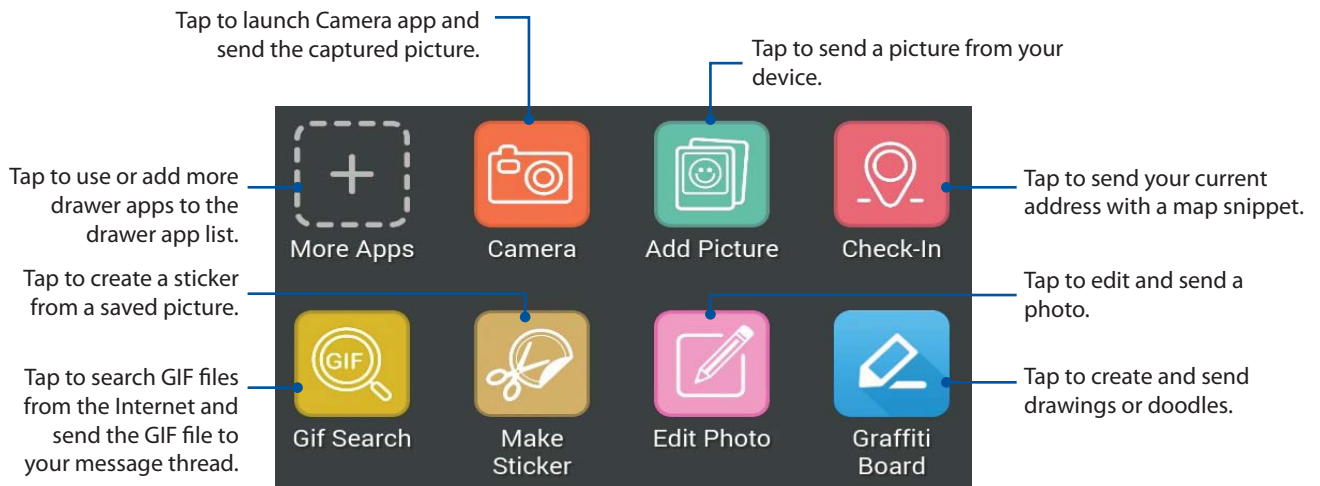 Tap to launch Camera app and
send the captured picture.
Tap to send a picture from your
device.
Tap to use or add more
drawer apps to the
drawer app list.
More Apps
Camera
Add Picture
Check-In
Tap to send your current
address with a map snippet.
Tap to create a sticker
from a saved picture.
Tap to edit and send a
photo.
Tap to search GIF files
from the Internet and
send the GIF file to
your message thread.
GIF
Gif Search
Make
Sticker
Edit Photo
Graffiti
Board
Tap to create and send
drawings or doodles.